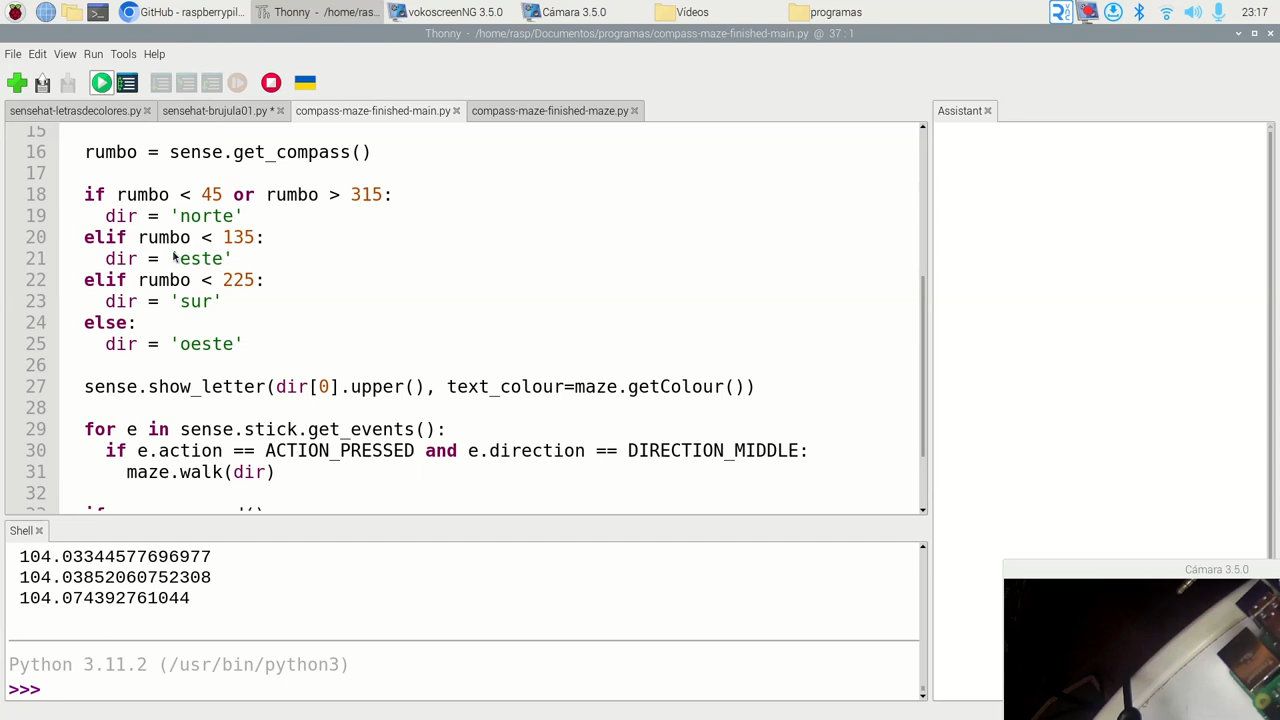 GitHub - raspberrypil...
Thonny - /home/ras...
vokoscreenNG 3.5.0
Cámara 3.5.0
Vídeos
programas
23:17
Thonny - /home/rasp/Documentos/programas/compass-maze-finished-main.py @ 37 : 1
File Edit View Run Tools Help
sensehat-letrasdecolores.py
sensehat-brujula01.py *
compass-maze-finished-main.py
compass-maze-finished-maze.py
Assistant
15
16 rumbo = sense.get_compass()
17
18 if rumbo < 45 or rumbo > 315:
19 dir = 'norte'
20 elif rumbo < 135:
21 dir = 'este'
22 elif rumbo < 225:
23 dir = 'sur'
24 else:
25 dir = 'oeste'
26
27 sense.show_letter(dir[0].upper(), text_colour=maze.getColour())
28
29 for e in sense.stick.get_events():
30 if e.action == ACTION_PRESSED and e.direction == DIRECTION_MIDDLE:
31 maze.walk(dir)
32
Shell
104.03344577696977
104.03852060752308
104.074392761044
Python 3.11.2 (/usr/bin/python3)
>>>
Cámara 3.5.0